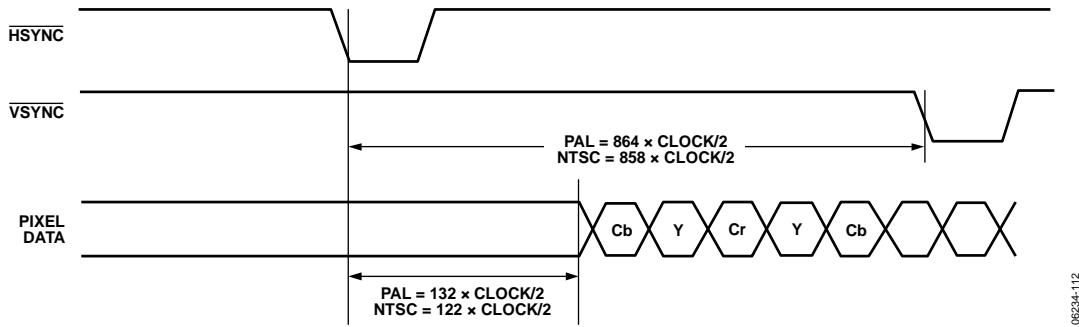 HSYNC
VSYNC
PAL = 864 × CLOCK/2
NTSC = 858 × CLOCK/2
PIXEL
DATA
Cb Y Cr Y Cb
PAL = 132 × CLOCK/2
NTSC = 122 × CLOCK/2
06234-112